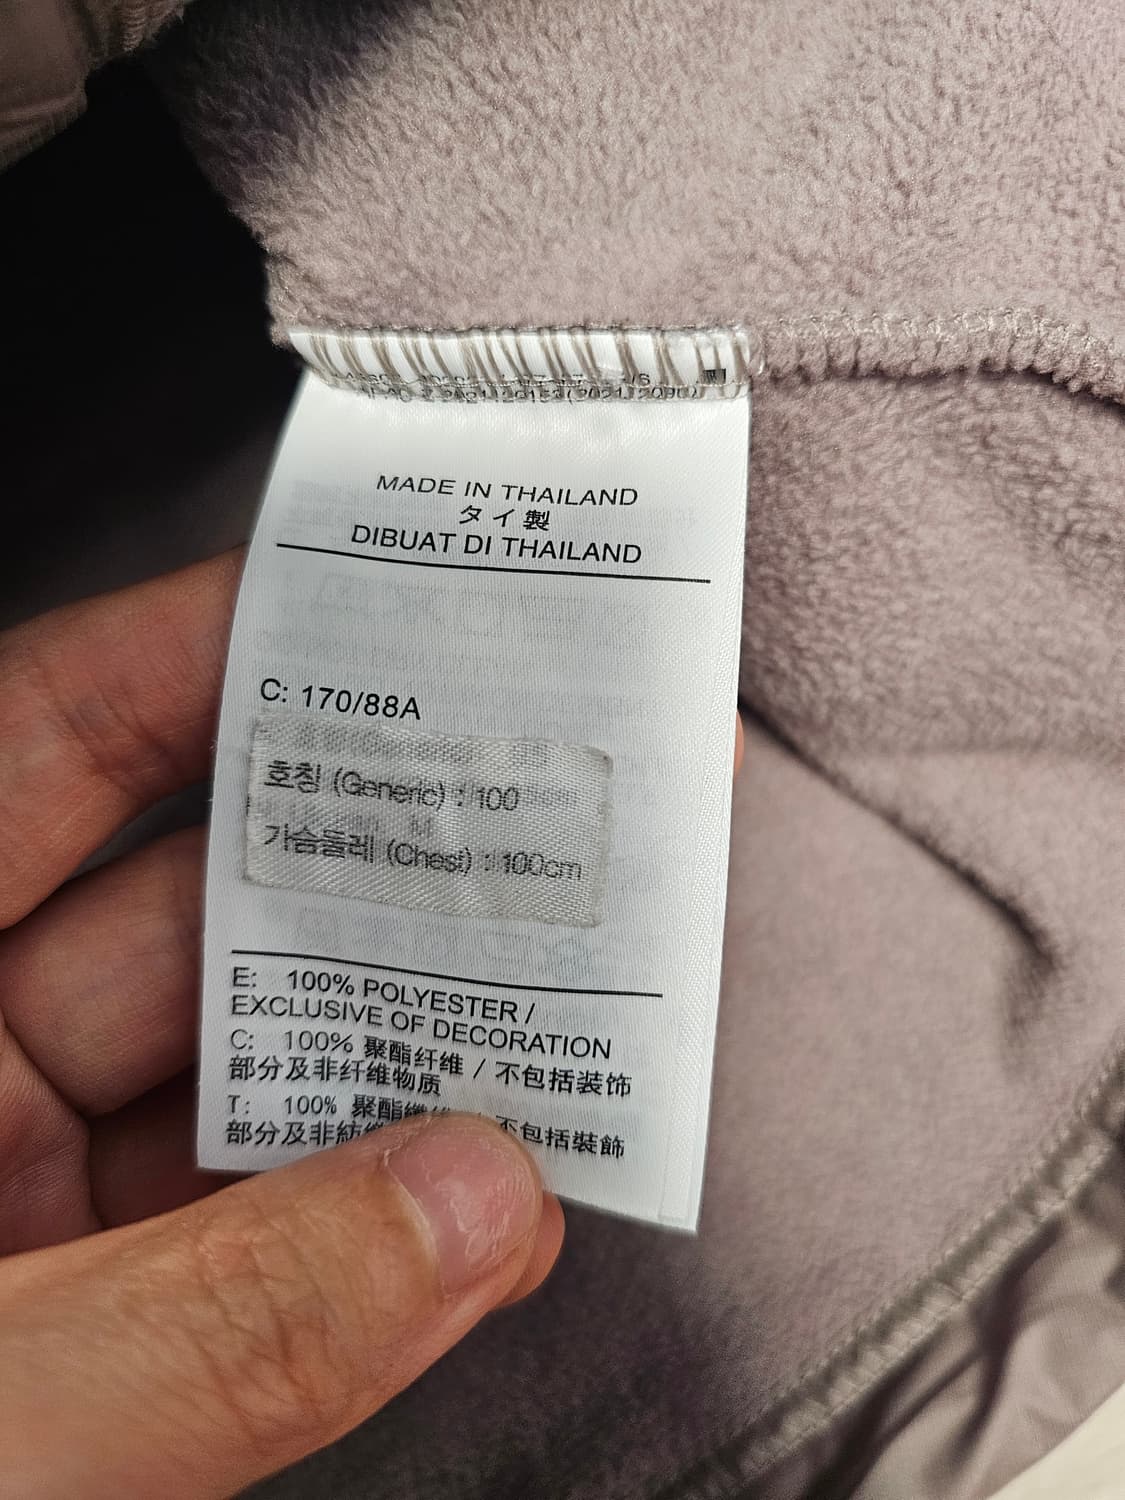 MADE IN THAILAND
タイ製
DIBUAT DI THAILAND
C: 170/88A
호칭 (Generic) : 100
가슴둘레 (Chest) : 100cm
E: 100% POLYESTER /
EXCLUSIVE OF DECORATION
C: 100% 聚酯纤维 / 不包括装饰
部分及非纤维物质
T: 100% 聚酯 不包括裝飾
部分及非紡